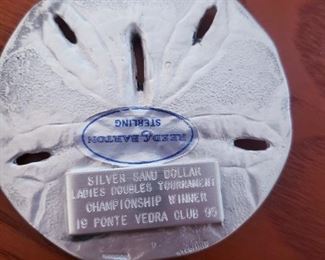 REED & BARTON
STERLING
SILVER SAND DOLLAR
LADIES DOUBLES TOURNAMENT
CHAMPIONSHIP WINNER
19 PONTE VEDRA CLUB 95